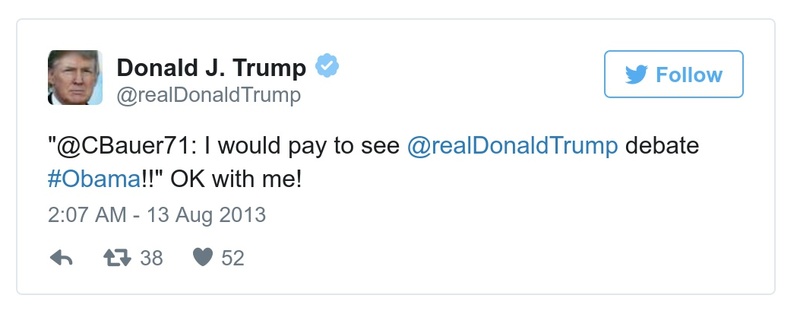 Donald J. Trump
@realDonaldTrump
Follow
"@CBauer71: I would pay to see @realDonaldTrump debate
#Obama!!" OK with me!
2:07 AM - 13 Aug 2013
38 52